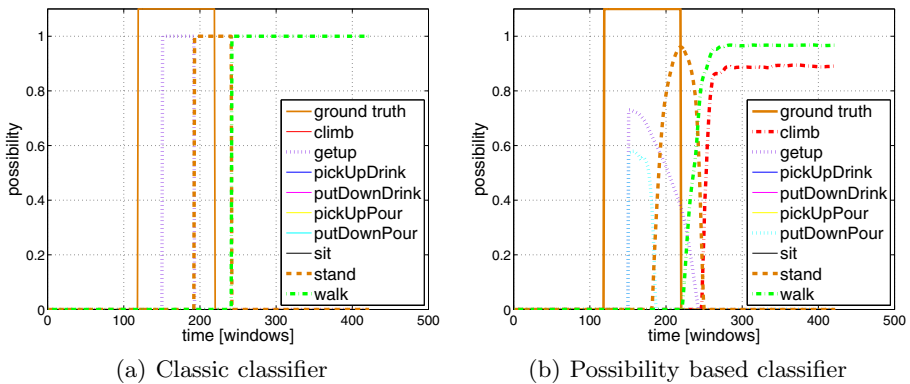 1
0.8
0.6
0.4
0.2
0
possibility
0 100 200 300 400 500
time [windows]
ground truth
climb
getup
pickUpDrink
putDownDrink
pickUpPour
putDownPour
sit
stand
walk
(a) Classic classifier
1
0.8
0.6
0.4
0.2
0
possibility
0 100 200 300 400 500
time [windows]
ground truth
climb
getup
pickUpDrink
putDownDrink
pickUpPour
putDownPour
sit
stand
walk
(b) Possibility based classifier